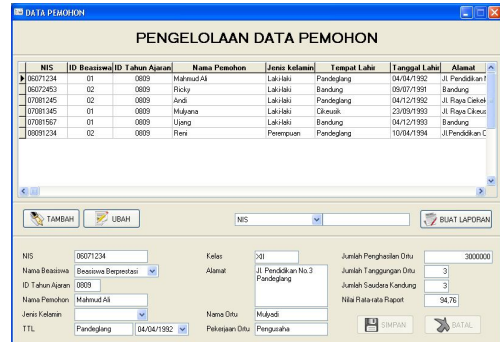 DATA PEMOHON
PENGELOLAAN DATA PEMOHON
NIS ID Beasiswa ID Tahun Ajaran Nama Pemohon Jenis kelamin Tempat Lahir Tanggal Lahir Alamat
06071234 01 0809 Mahmud Ali Laki-laki Pandeglang 04/04/1992 Jl. Pendidikan
06072453 02 0809 Ricky Laki-laki Bandung 09/07/1991 Bandung
07081245 02 0809 Andi Laki-laki Pandeglang 04/12/1992 Jl. Raya
07081345 01 0809 Mulyana Laki-laki Cikeusik 23/09/1993 Jl. Raya Cikeus
07081567 01 0809 Ujang Laki-laki Bandung 04/12/1993 Bandung
08091234 02 0809 Reni Perempuan Pandeglang 10/04/1994 Jl.Pendidikan
TAMBAH UBAH NIS BUAT LAPORAN
NIS 06071234 Kelas XII Jumlah Penghasilan Ortu 3000000
Nama Beasiswa Beasiswa Berprestasi Alamat Jl. Pendidikan No.3 Pandeglang Jumlah Tanggungan Ortu 3
ID Tahun Ajaran 0809 Jumlah Saudara Kandung 3
Nama Pemohon Mahmud Ali Nilai Rata-rata Raport 94,76
Jenis Kelamin Nama Ortu Mulyadi
TTL Pandeglang 04/04/1992 Pekerjaan Ortu Pengusaha SIMPAN BATAL